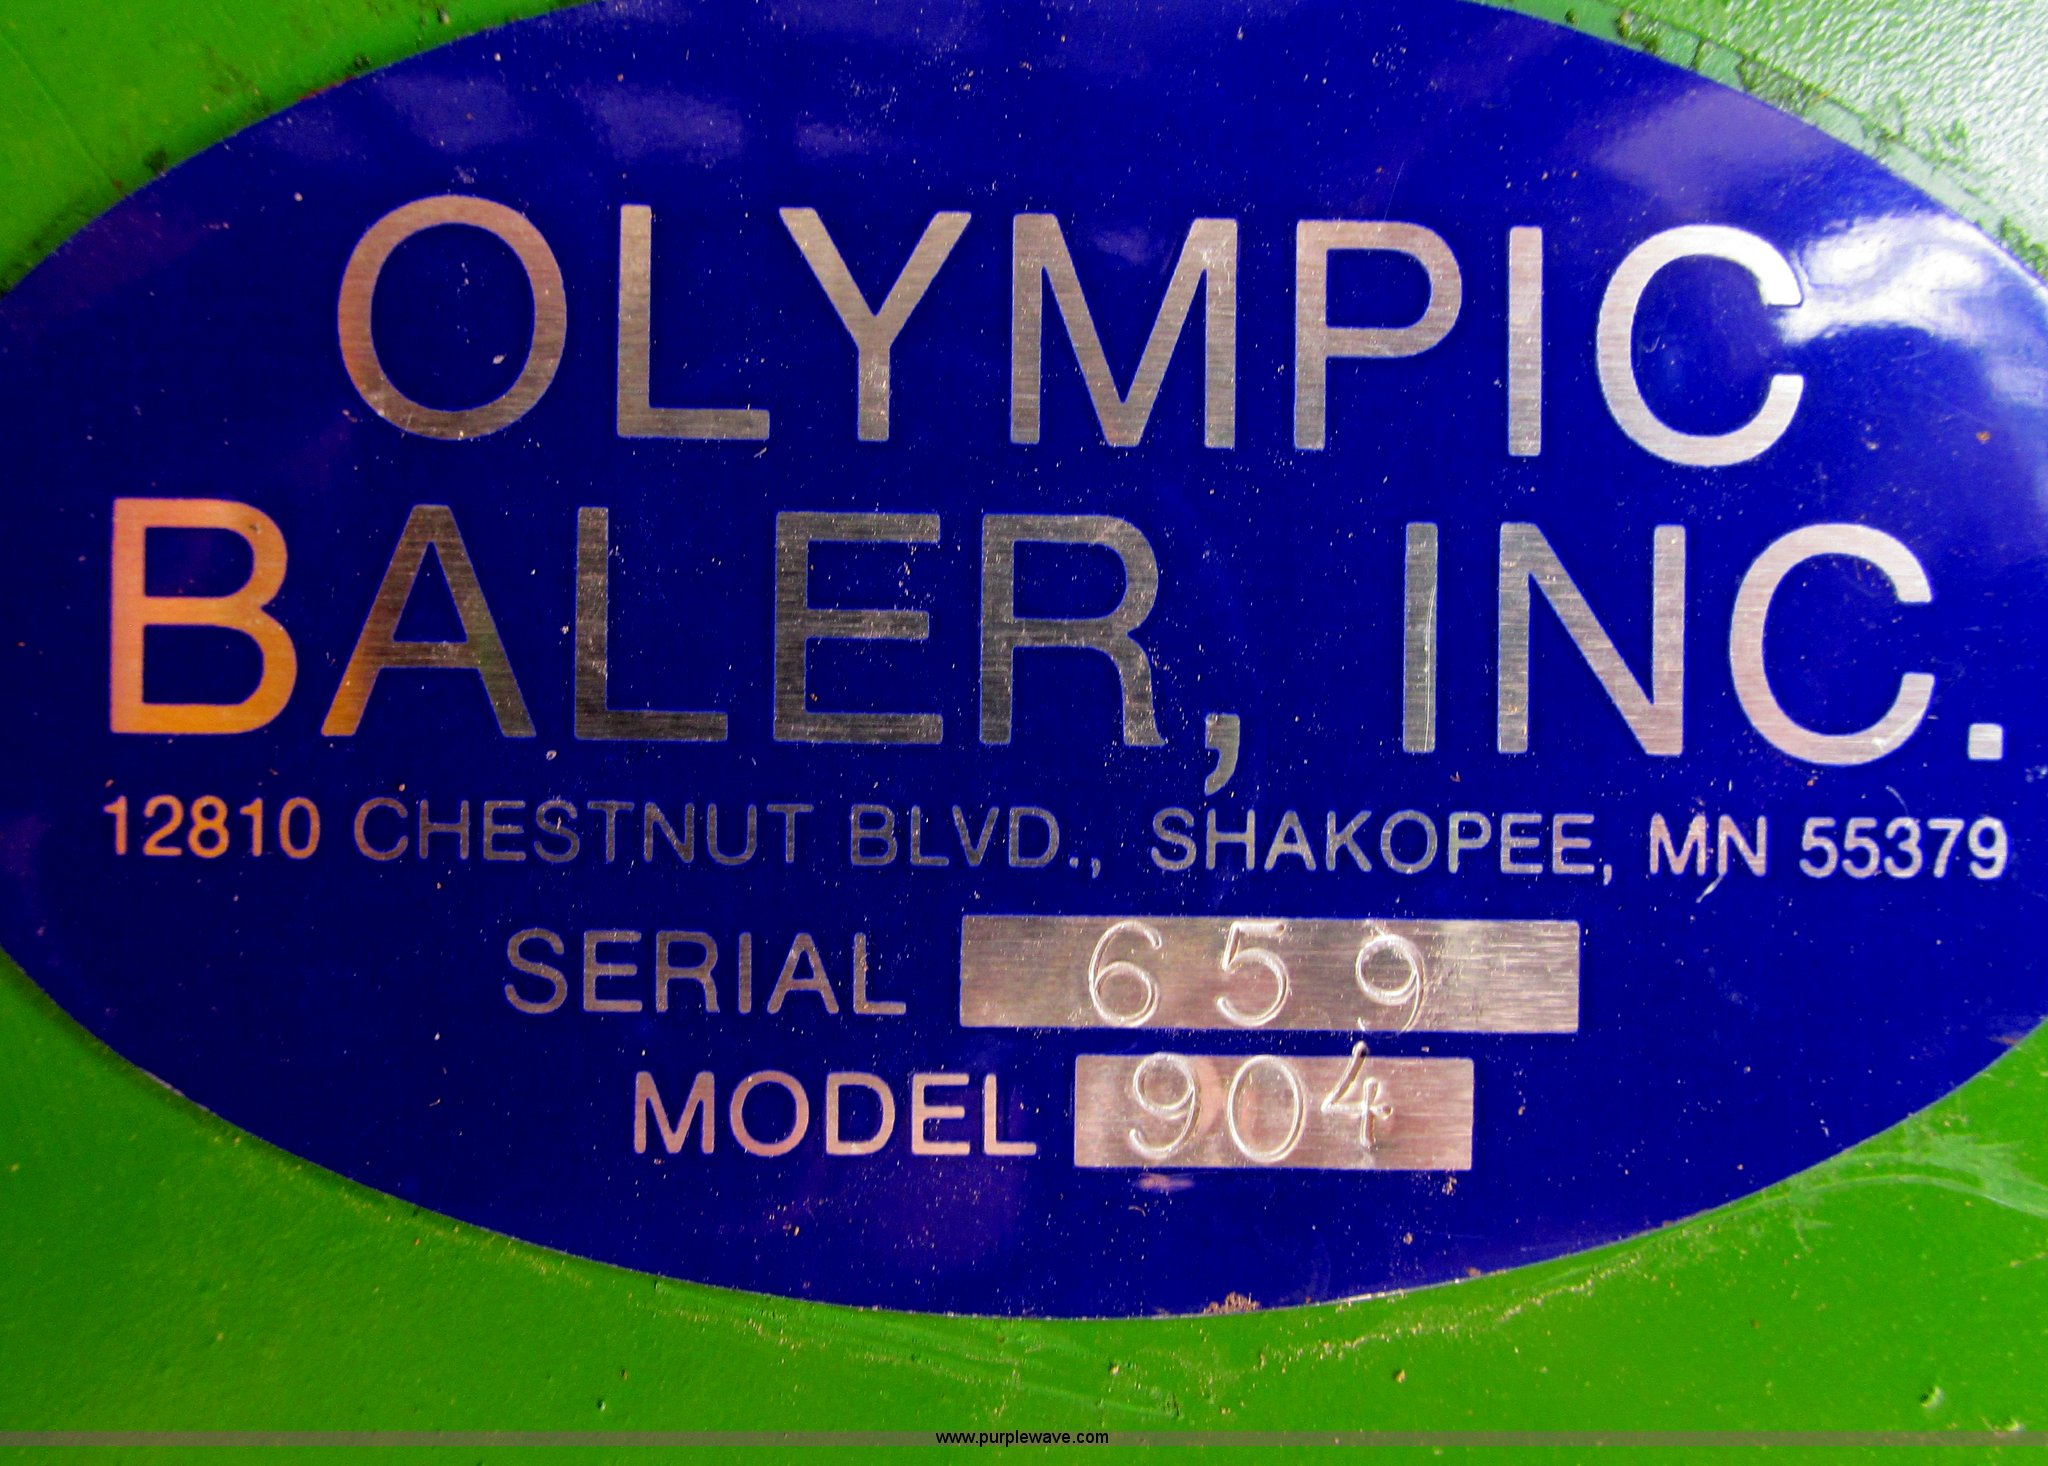 OLYMPIC
BALER, INC.
12810 CHESTNUT BLVD., SHAKOPEE, MN 55379
SERIAL 659
MODEL 904
www.purplewave.com